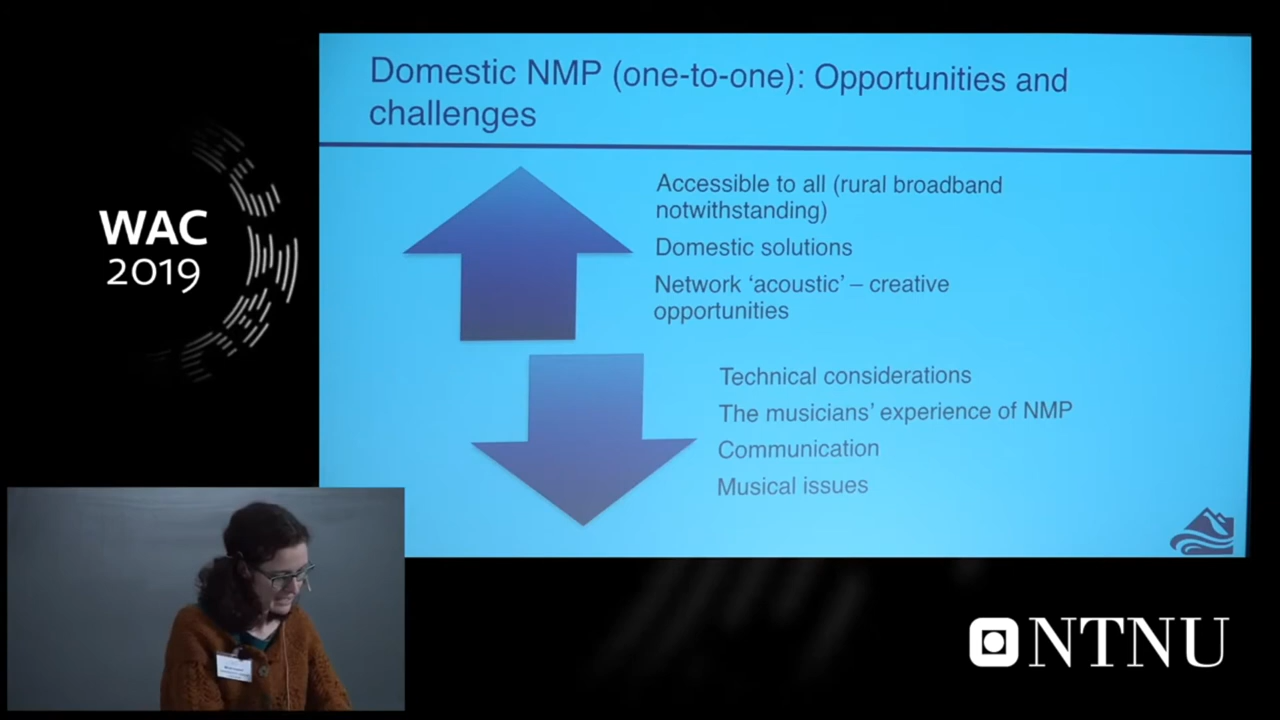 Domestic NMP (one-to-one): Opportunities and
challenges
Accessible to all (rural broadband
notwithstanding)
Domestic solutions
Network ‘acoustic’ – creative
opportunities
Technical considerations
The musicians’ experience of NMP
Communication
Musical issues
WAC
2019
NTNU